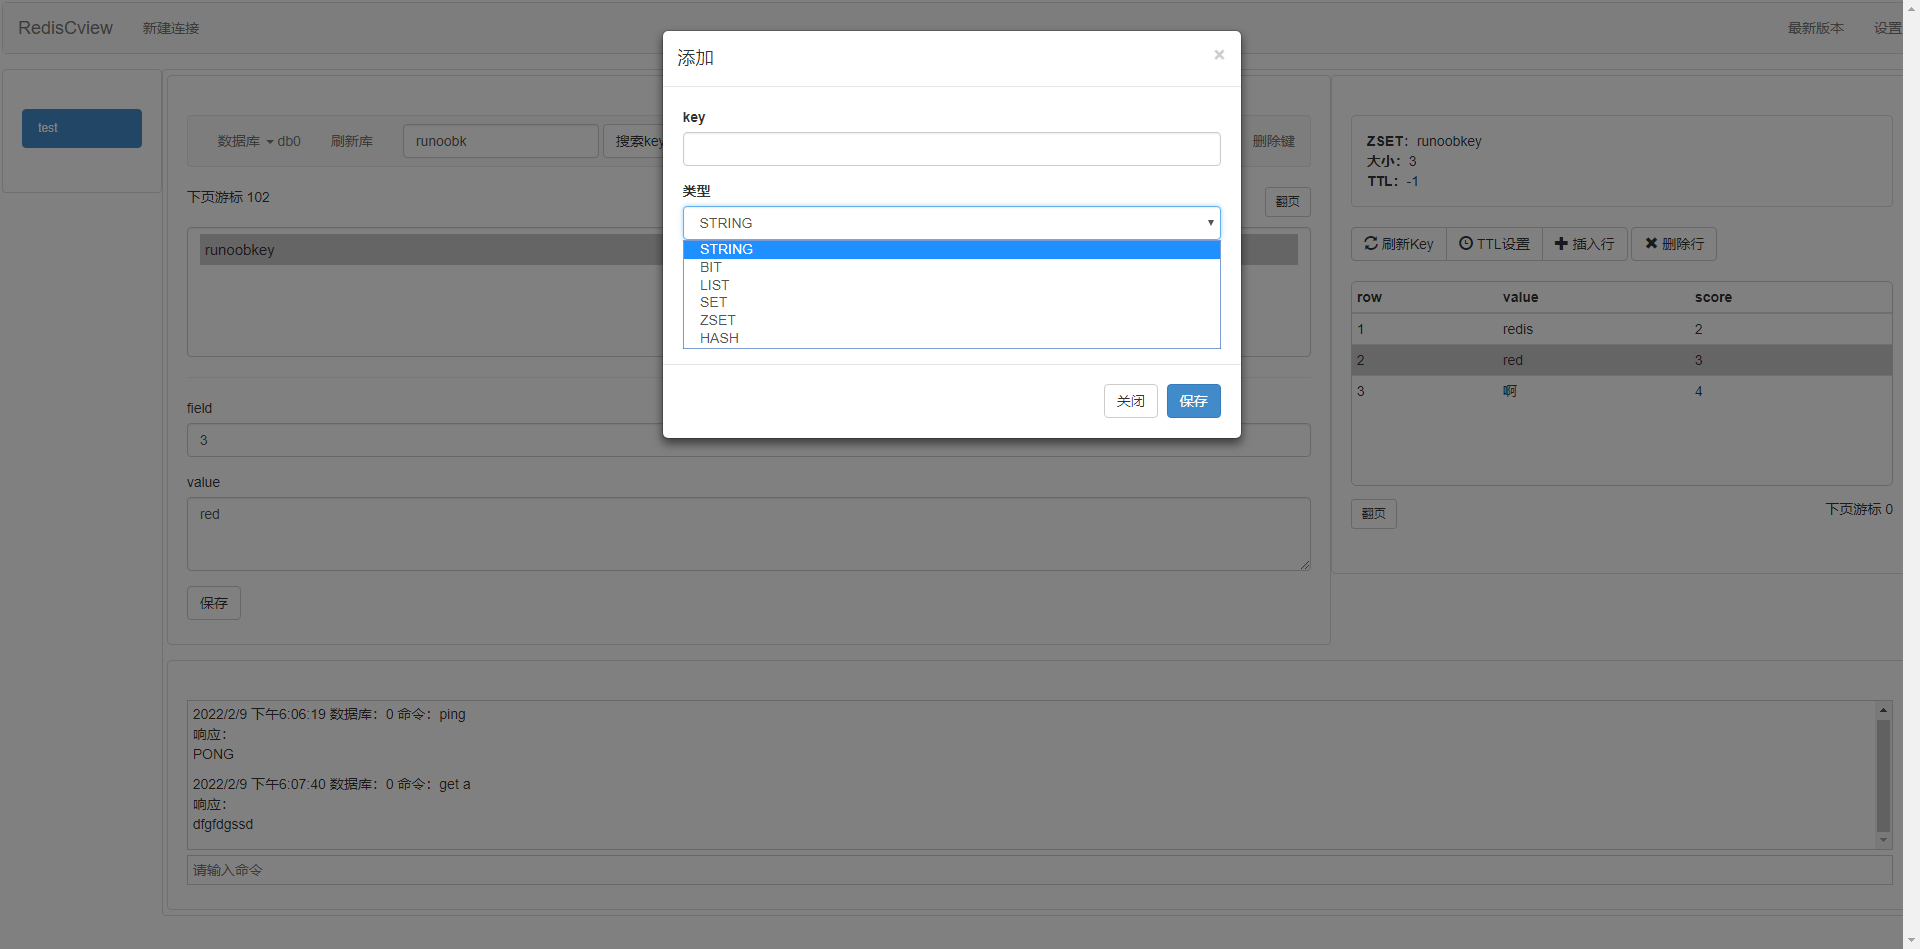 RedisCview 新建连接 最新版本 设置
test
数据库 db0 刷新库 runoobk 搜索key 删除键
下页游标 102 翻页
runoobkey
field
3
value
red
保存
添加 ×
key
类型
STRING
STRING
BIT
LIST
SET
ZSET
HASH
关闭 保存
ZSET：runoobkey
大小：3
TTL：-1
刷新Key TTL设置 插入行 删除行
row value score
1 redis 2
2 red 3
3 啊 4
翻页 下页游标 0
2022/2/9 下午6:06:19 数据库：0 命令：ping
响应：
PONG
2022/2/9 下午6:07:40 数据库：0 命令：get a
响应：
dfgfdgssd
请输入命令